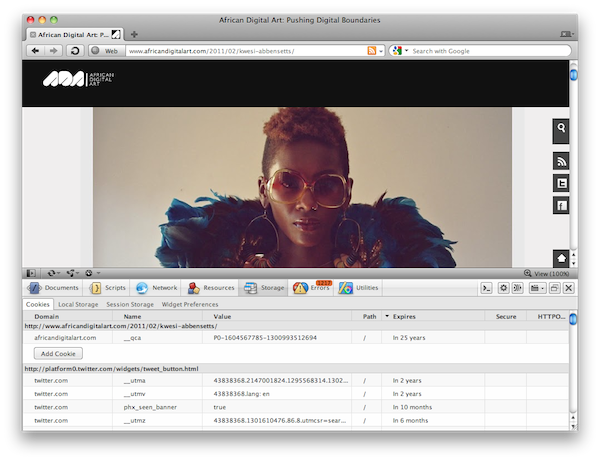 African Digital Art: Pushing Digital Boundaries
African Digital Art: P...
Web www.africandigitalart.com/2011/02/kwesi-abbensetts/ Search with Google
ADA AFRICAN
DIGITAL
ART
View (100%)
Documents Scripts Network Resources Storage Errors 1217 Utilities
Cookies Local Storage Session Storage Widget Preferences
Domain Name Value Path Expires Secure HTTPO...
http://www.africandigitalart.com/2011/02/kwesi-abbensetts/
africandigitalart.com __qca P0-1604567785-1300993512694 / In 25 years
Add Cookie
http://platform0.twitter.com/widgets/tweet_button.html
twitter.com __utma 43838368.2147001824.1295568314.1302... / In 2 years
twitter.com __utmv 43838368.lang: en / In 2 years
twitter.com phx_seen_banner true / In 10 months
twitter.com __utmz 43838368.1301610476.86.8.utmcsr=sear... / In 6 months